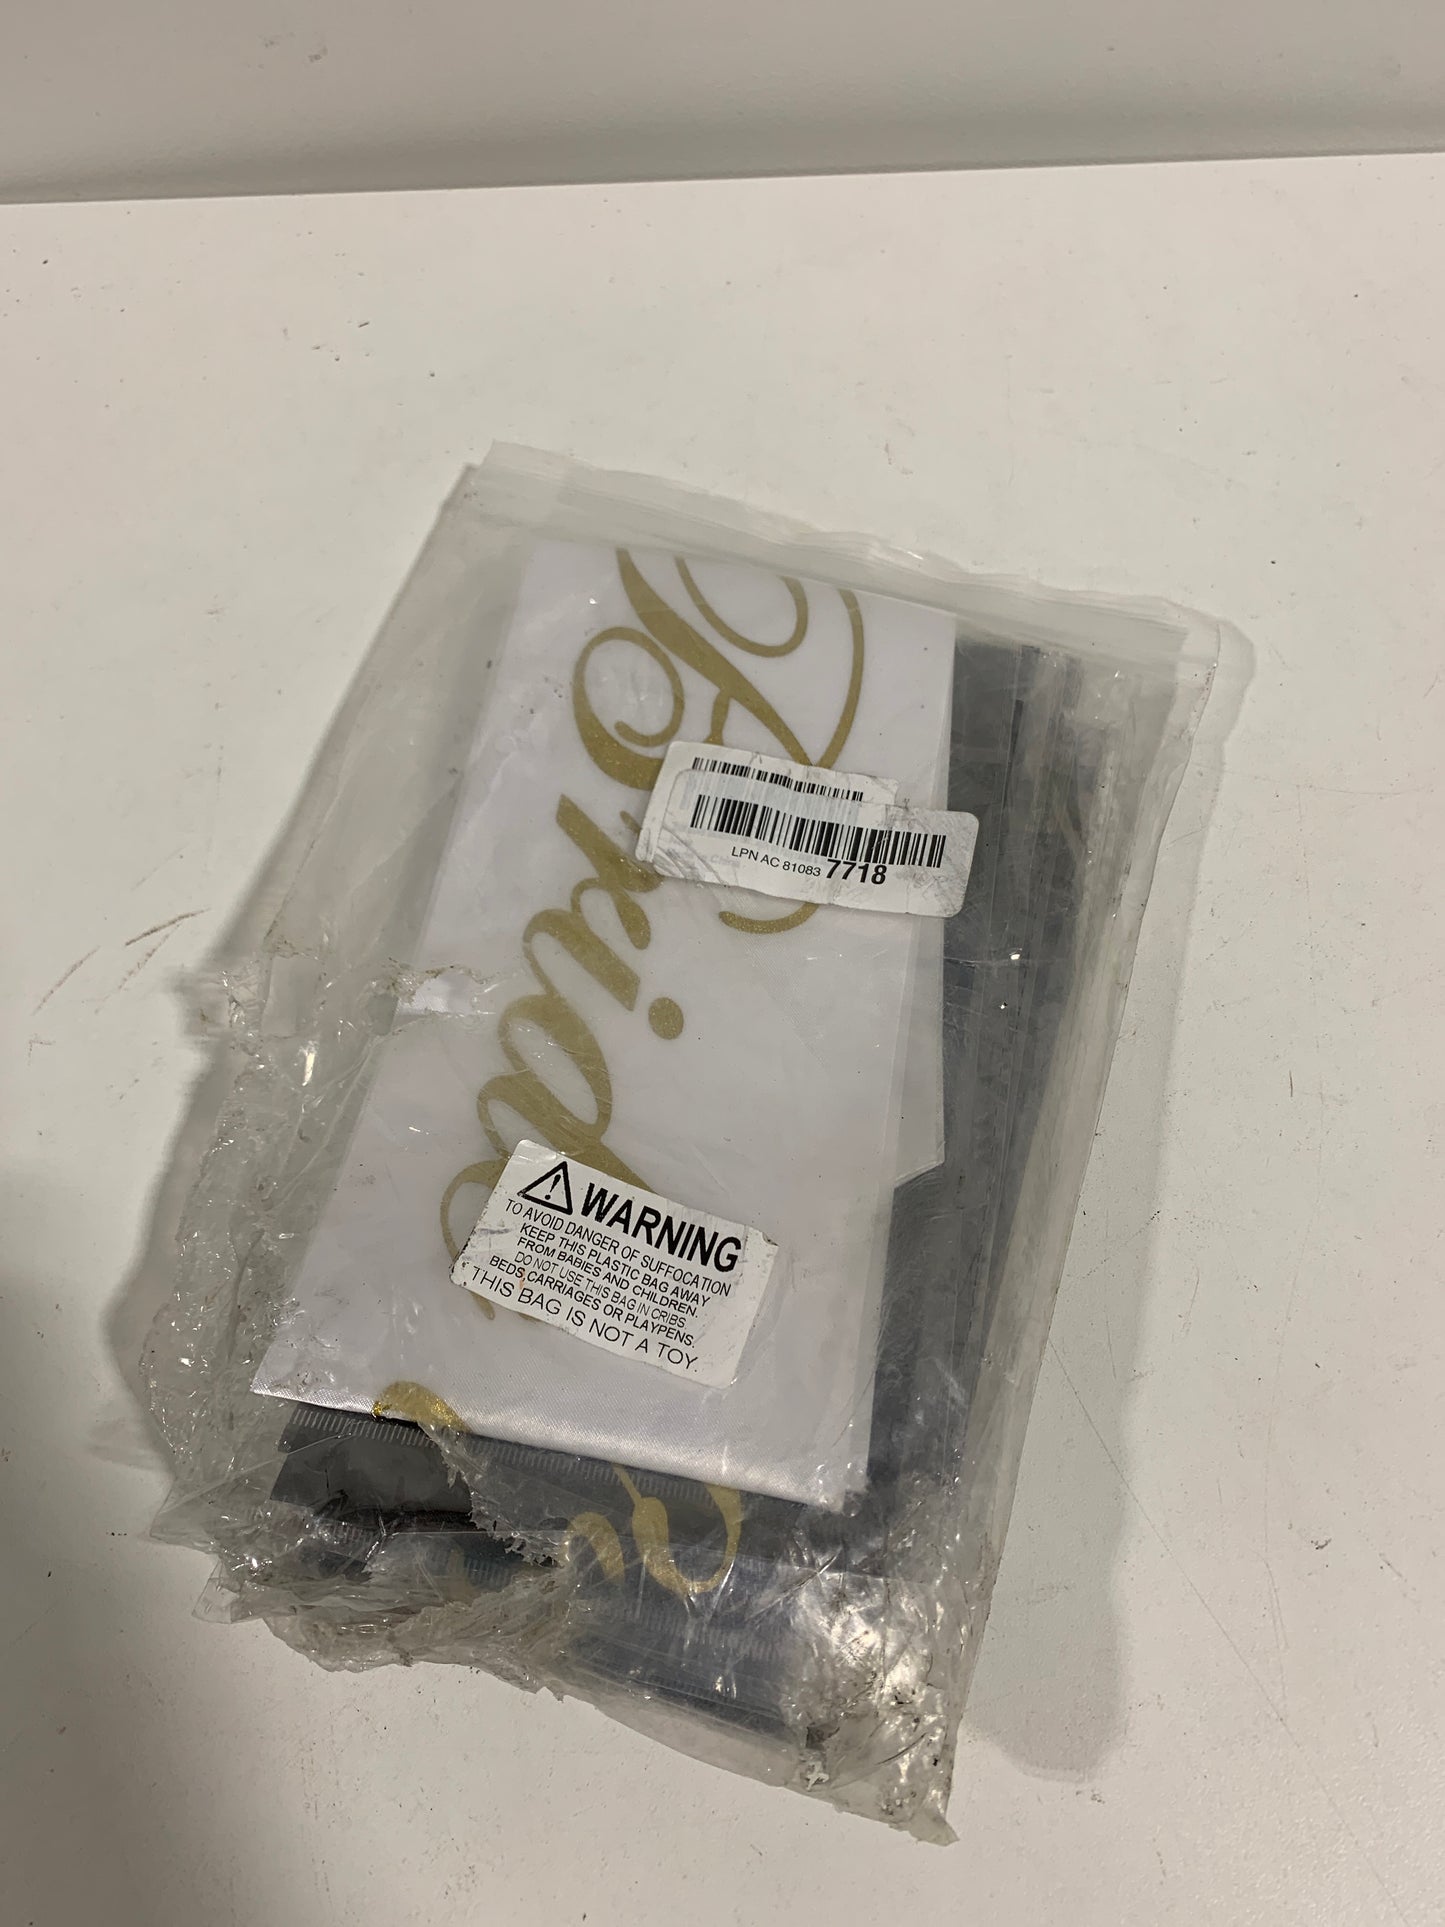 Bride
LPN AC 81083 7718
WARNING
TO AVOID DANGER OF SUFFOCATION
KEEP THIS PLASTIC BAG AWAY
FROM BABIES AND CHILDREN.
DO NOT USE THIS BAG IN CRIBS
BEDS,CARRIAGES OR PLAYPENS.
THIS BAG IS NOT A TOY.